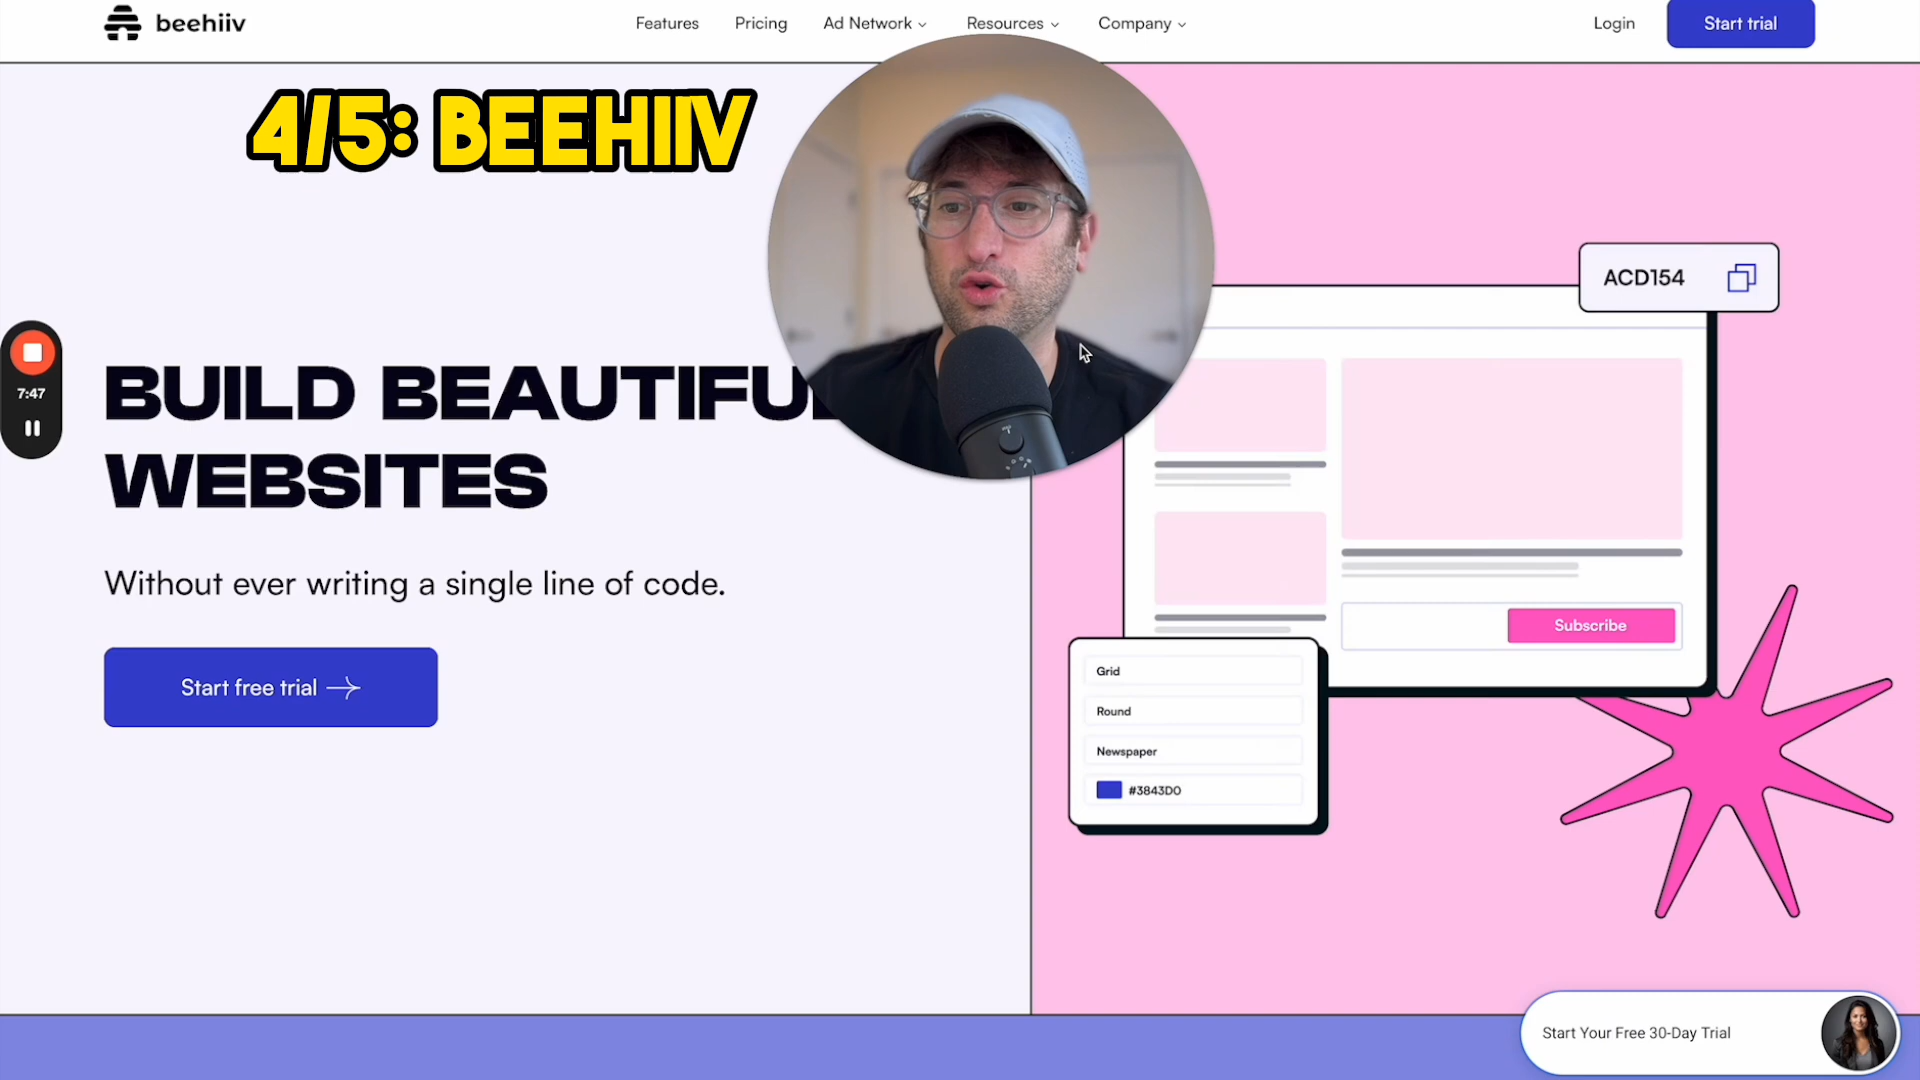 beehiiv
Features
Pricing
Ad Network
Resources
Company
Login
Start trial
4/5: BEEHIIV
ACD154
7:47
BUILD BEAUTIFUL
WEBSITES
Without ever writing a single line of code.
Start free trial
Subscribe
Grid
Round
Newspaper
#3843D0
Start Your Free 30-Day Trial